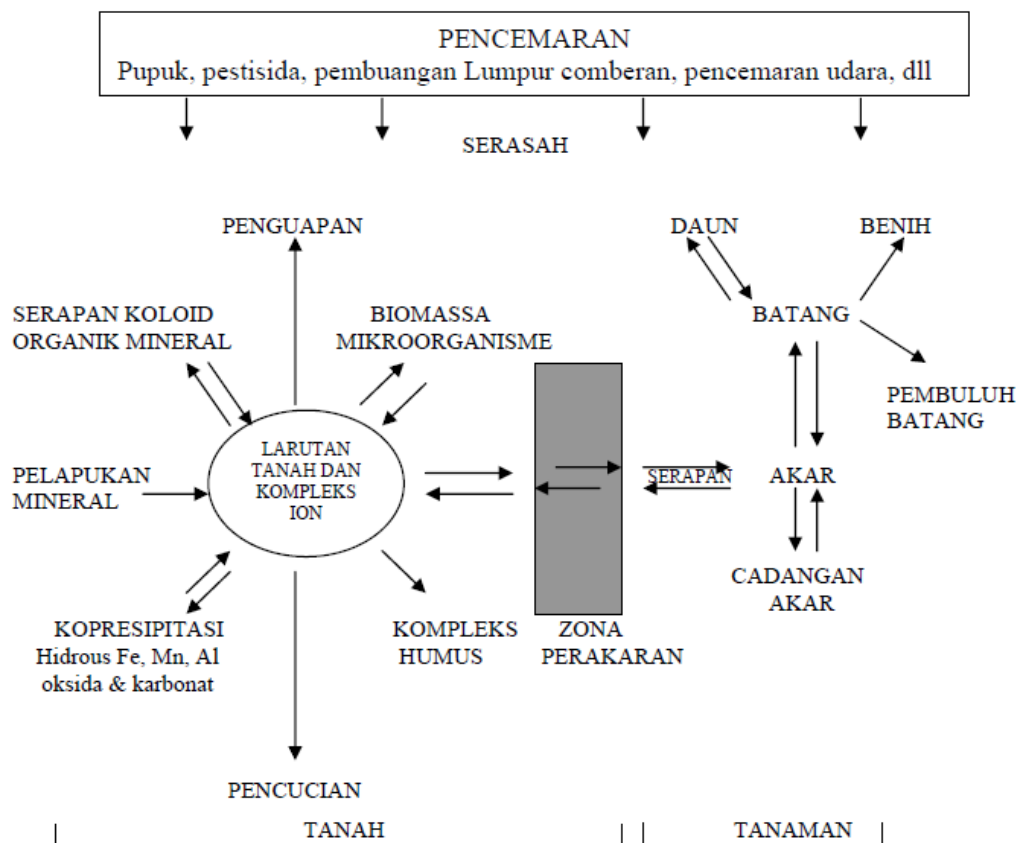 PENCEMARAN
Pupuk, pestisida, pembuangan Lumpur comberan, pencemaran udara, dll
SERASAH
PENGUAPAN
DAUN
BENIH
SERAPAN KOLOID
ORGANIK MINERAL
BIOMASSA
MIKROORGANISME
BATANG
PEMBULUH
BATANG
LARUTAN
TANAH DAN
KOMPLEKS
ION
PELAPUKAN
MINERAL
SERAPAN
AKAR
CADANGAN
AKAR
KOPRESIPITASI
Hidrous Fe, Mn, Al
oksida & karbonat
KOMPLEKS
HUMUS
ZONA
PERAKARAN
PENCUCIAN
TANAH
TANAMAN